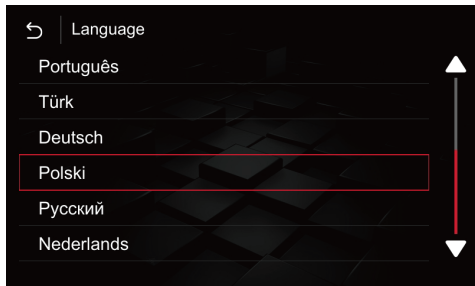 Language
Português
Türk
Deutsch
Polski
Русский
Nederlands